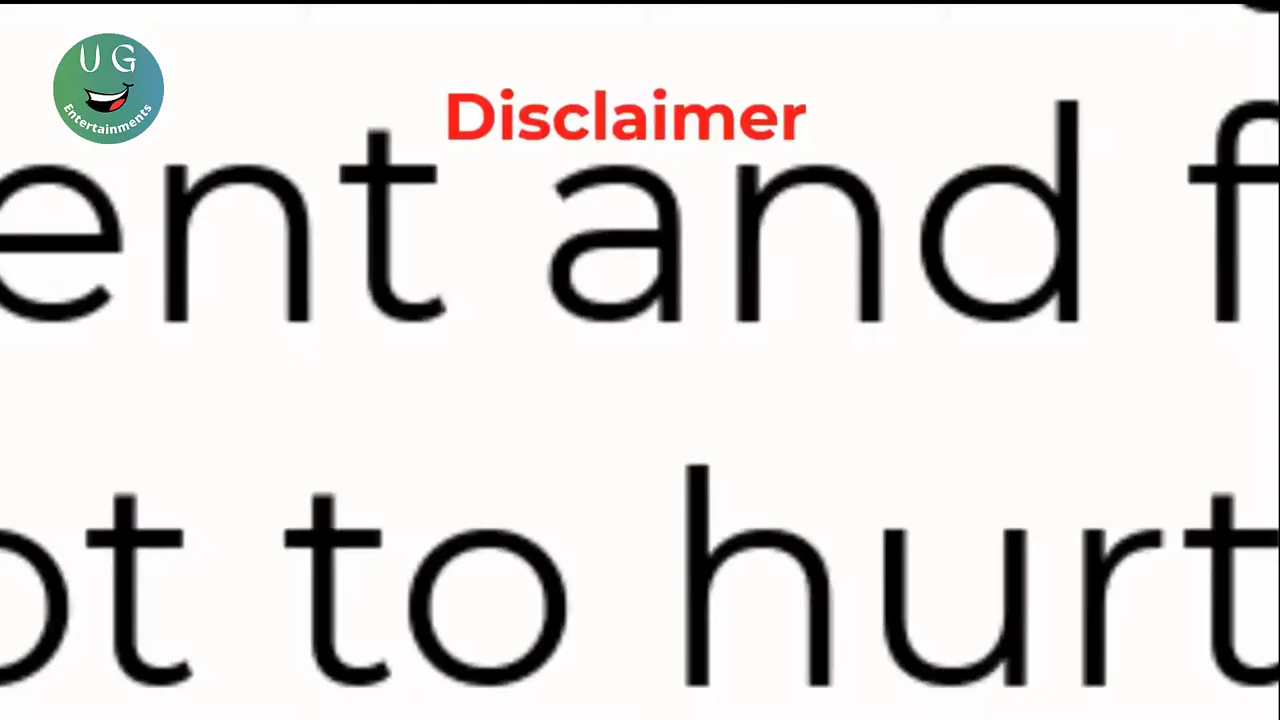 U G
Entertainments
Disclaimer
ent and f
ot to hurt